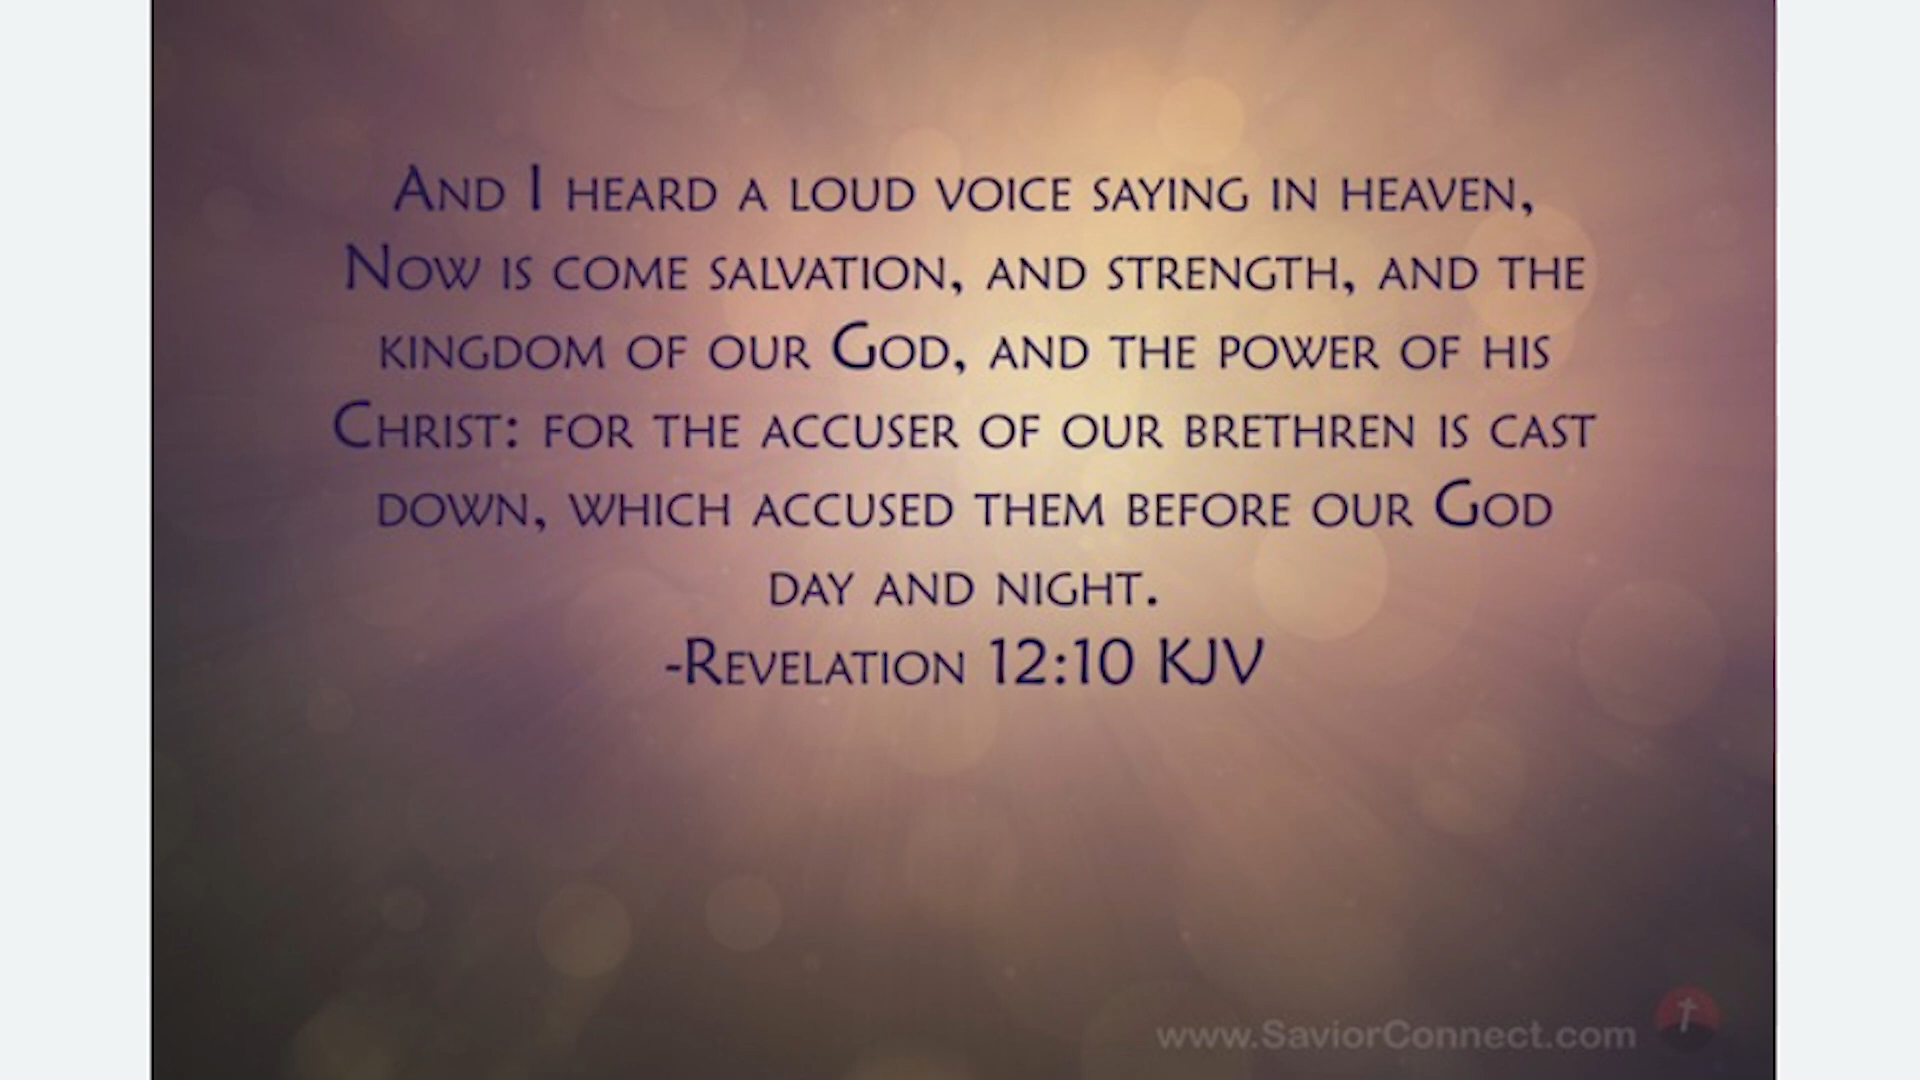 And I heard a loud voice saying in heaven,
Now is come salvation, and strength, and the
kingdom of our God, and the power of his
Christ: for the accuser of our brethren is cast
down, which accused them before our God
day and night.
-Revelation 12:10 KJV
www.SaviorConnect.com